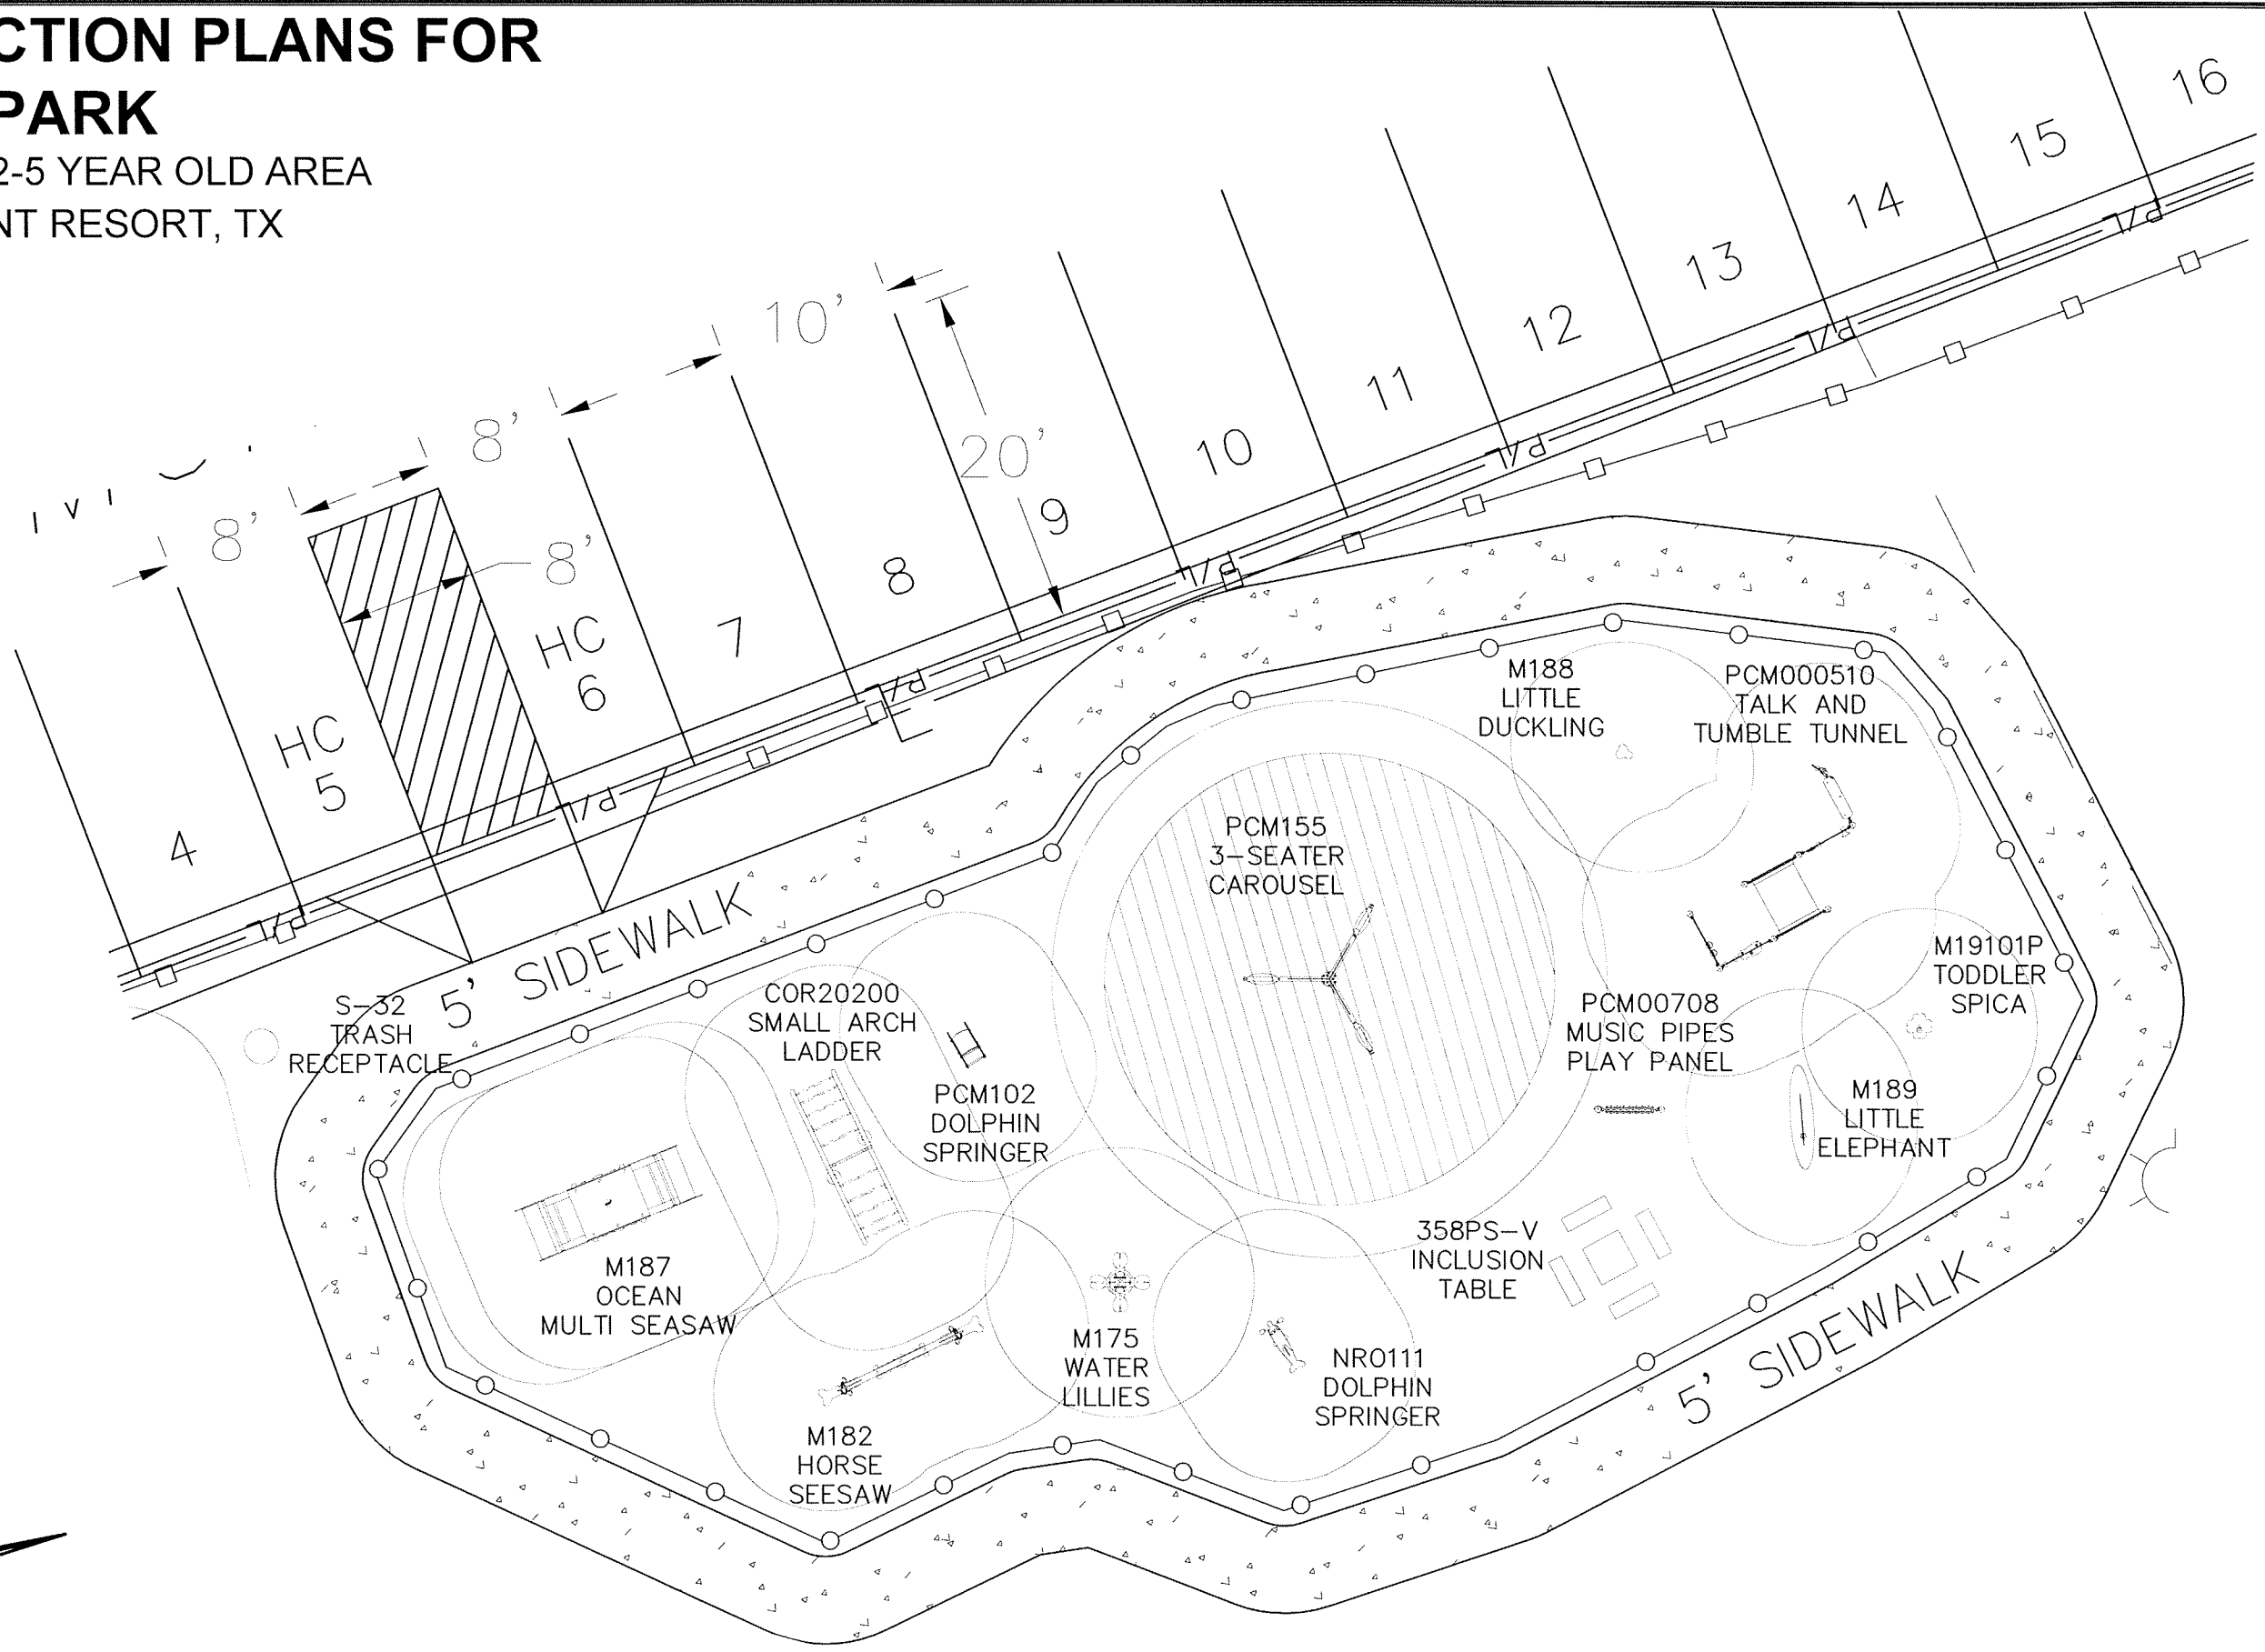 CTION PLANS FOR
PARK
2-5 YEAR OLD AREA
NT RESORT, TX
16
15
14
13
12
11
10
9
8
7
HC
6
HC
5
4
10'
20'
8'
8'
8'
P/L
P/L
P/L
P/L
P/L
P/L
P/L
5' SIDEWALK
S-32
TRASH
RECEPTACLE
COR20200
SMALL ARCH
LADDER
PCM102
DOLPHIN
SPRINGER
PCM155
3-SEATER
CAROUSEL
M188
LITTLE
DUCKLING
PCM000510
TALK AND
TUMBLE TUNNEL
M19101P
TODDLER
SPICA
PCM00708
MUSIC PIPES
PLAY PANEL
M189
LITTLE
ELEPHANT
M187
OCEAN
MULTI SEASAW
M182
HORSE
SEESAW
M175
WATER
LILLIES
NRO111
DOLPHIN
SPRINGER
358PS-V
INCLUSION
TABLE
5' SIDEWALK